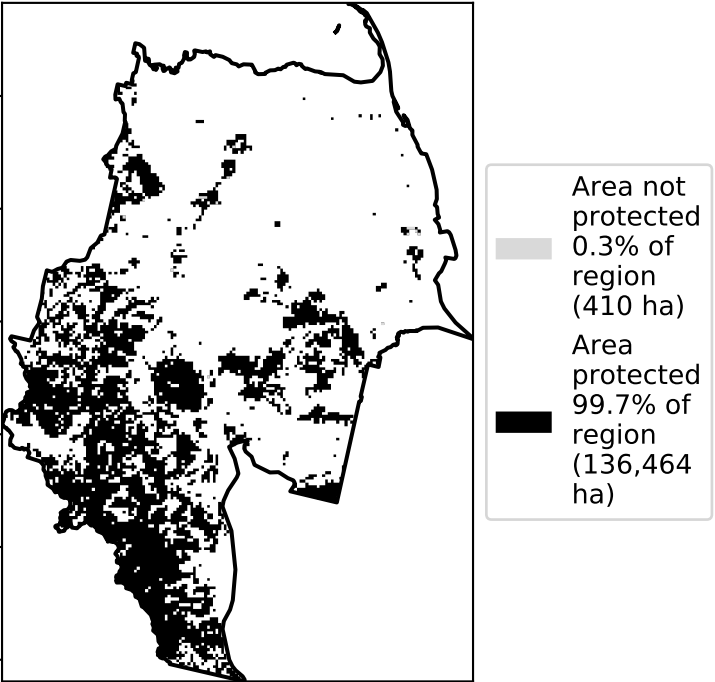 Area not
protected
0.3% of
region
(410 ha)
Area
protected
99.7% of
region
(136,464
ha)